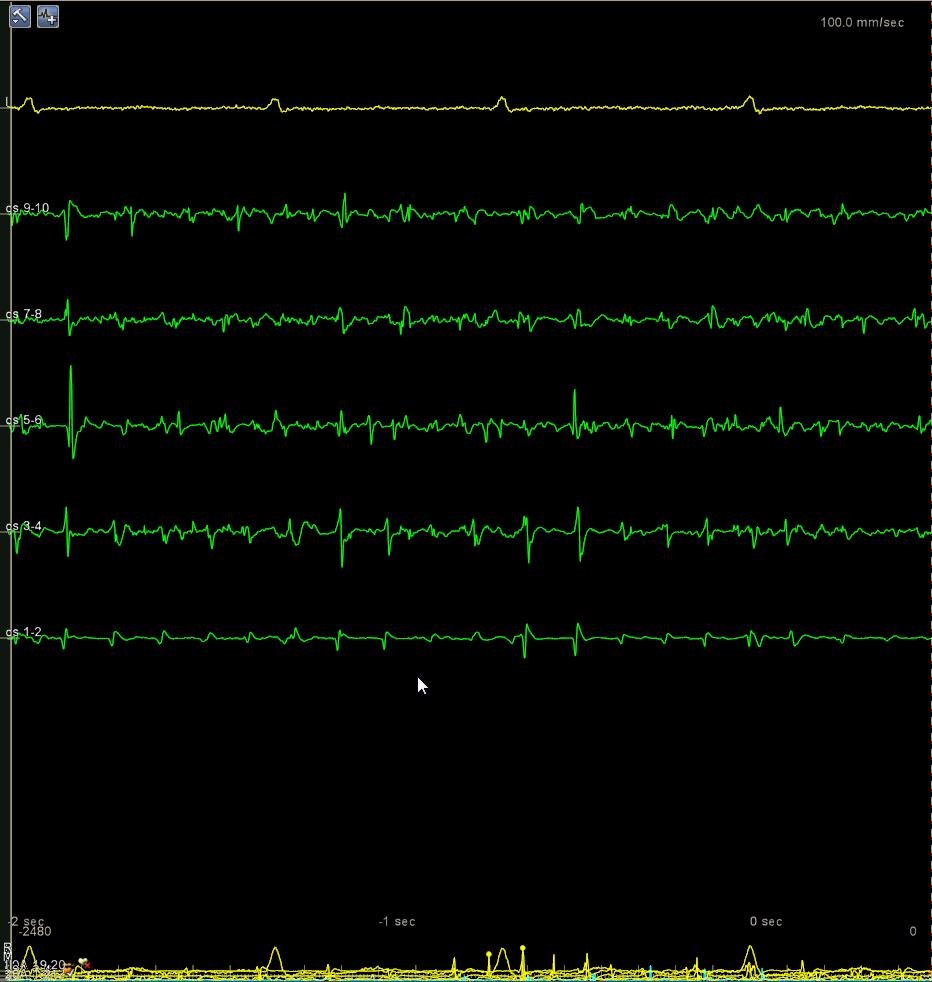 100.0 mm/sec
I
cs 9-10
cs 7-8
cs 5-6
cs 3-4
cs 1-2
-2 sec
-1 sec
0 sec
-2480
0